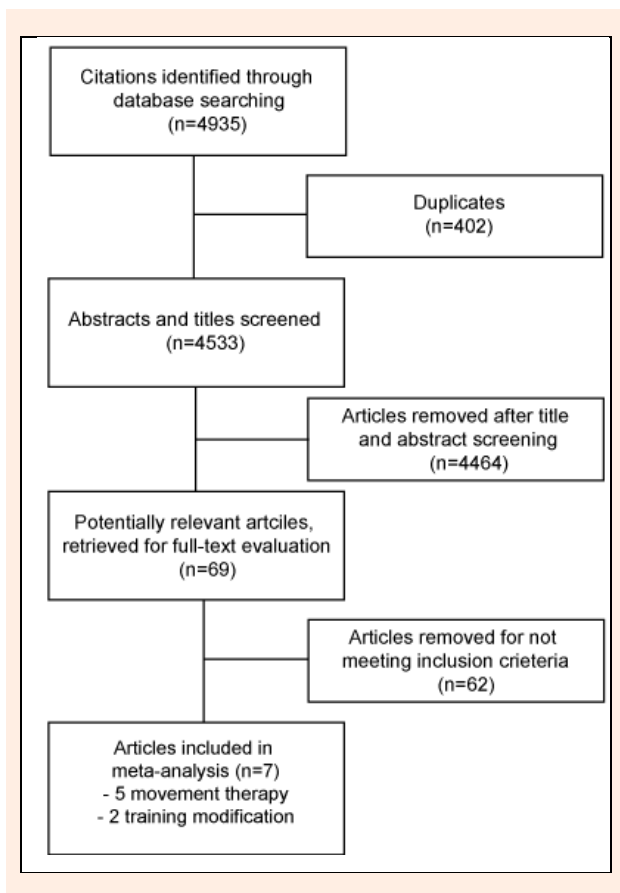 Citations identified through
database searching
(n=4935)
Duplicates
(n=402)
Abstracts and titles screened
(n=4533)
Articles removed after title
and abstract screening
(n=4464)
Potentially relevant artciles,
retrieved for full-text evaluation
(n=69)
Articles removed for not
meeting inclusion crieteria
(n=62)
Articles included in
meta-analysis (n=7)
- 5 movement therapy
- 2 training modification